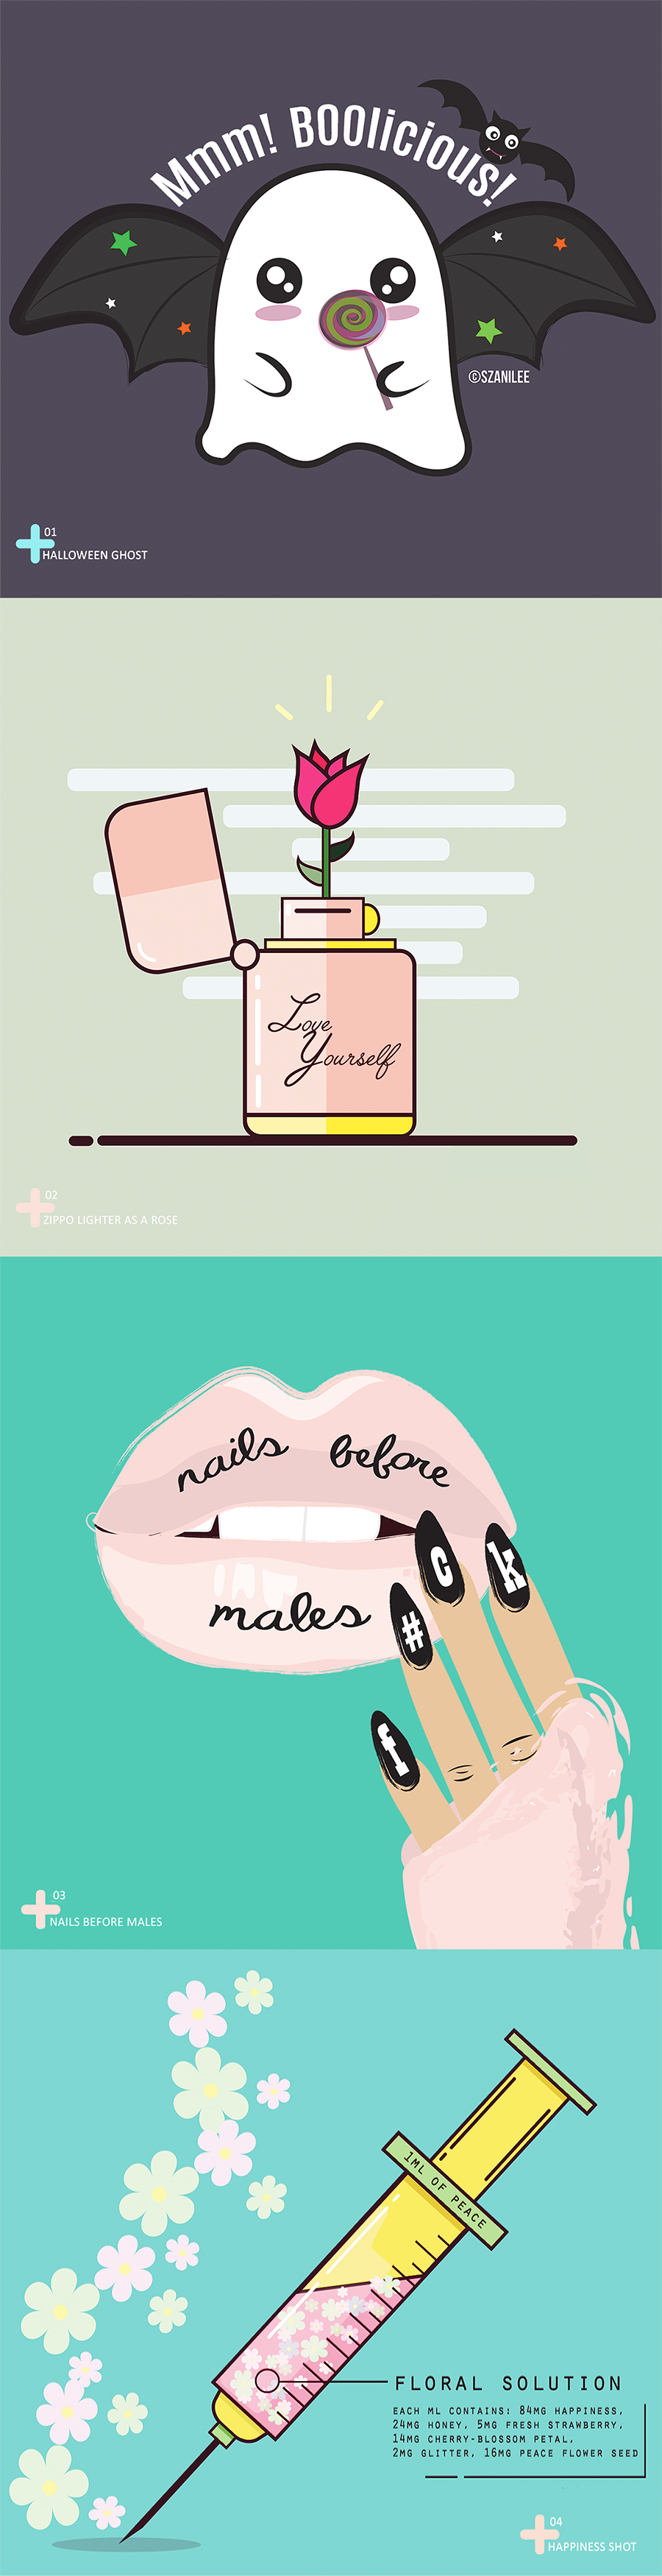 Mmm! BOOlicious!
©SZANILEE
01
HALLOWEEN GHOST
Love
Yourself
02
ZIPPO LIGHTER AS A ROSE
nails before
males
f # c k
03
NAILS BEFORE MALES
1ML OF PEACE
FLORAL SOLUTION
EACH ML CONTAINS: 84MG HAPPINESS,
24MG HONEY, 5MG FRESH STRAWBERRY,
14MG CHERRY-BLOSSOM PETAL,
2MG GLITTER, 16MG PEACE FLOWER SEED
04
HAPPINESS SHOT